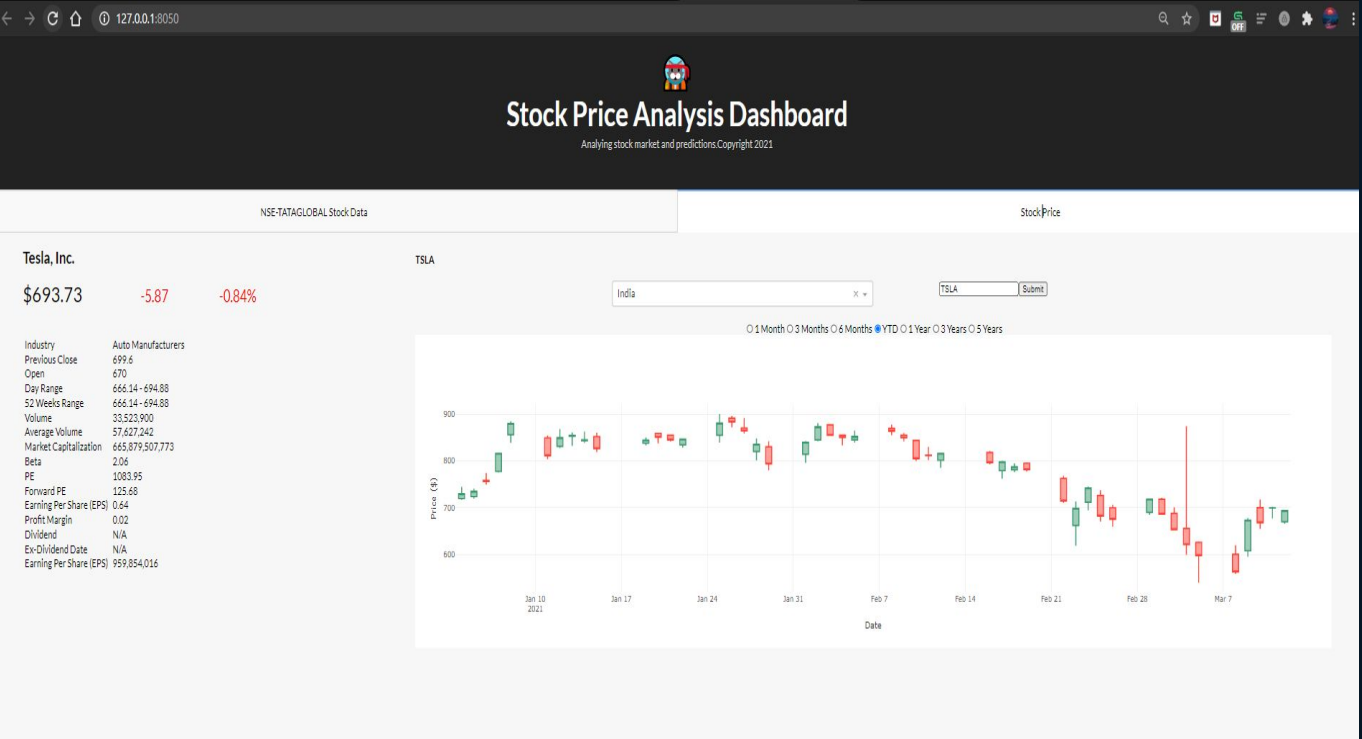 127.0.0.1:8050
OFF
Stock Price Analysis Dashboard
Analying stock market and predictions.Copyright 2021
NSE-TATAGLOBAL Stock Data
Stock Price
Tesla, Inc.
$693.73 -5.87 -0.84%
Industry Auto Manufacturers
Previous Close 699.6
Open 670
Day Range 666.14 - 694.88
52 Weeks Range 666.14 - 694.88
Volume 33,523,900
Average Volume 57,627,242
Market Capitalization 665,879,507,773
Beta 2.06
PE 1083.95
Forward PE 125.68
Earning Per Share (EPS) 0.64
Profit Margin 0.02
Dividend N/A
Ex-Dividend Date N/A
Earning Per Share (EPS) 959,854,016
TSLA
India x
TSLA Submit
1 Month 3 Months 6 Months YTD 1 Year 3 Years 5 Years
Price ($)
900
800
700
600
Jan 10 Jan 17 Jan 24 Jan 31 Feb 7 Feb 14 Feb 21 Feb 28 Mar 7
2021
Date